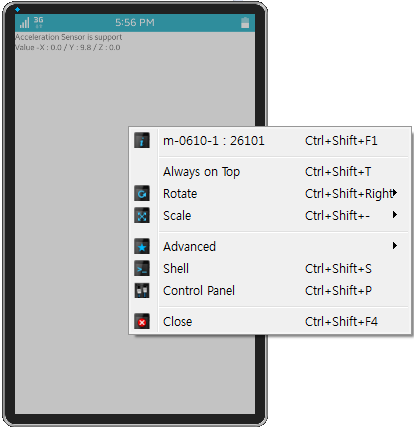 3G
5:56 PM
Acceleration Sensor is support
Value -X : 0.0 / Y : 9.8 / Z : 0.0
m-0610-1 : 26101 Ctrl+Shift+F1
Always on Top Ctrl+Shift+T
Rotate Ctrl+Shift+Right
Scale Ctrl+Shift+-
Advanced
Shell Ctrl+Shift+S
Control Panel Ctrl+Shift+P
Close Ctrl+Shift+F4